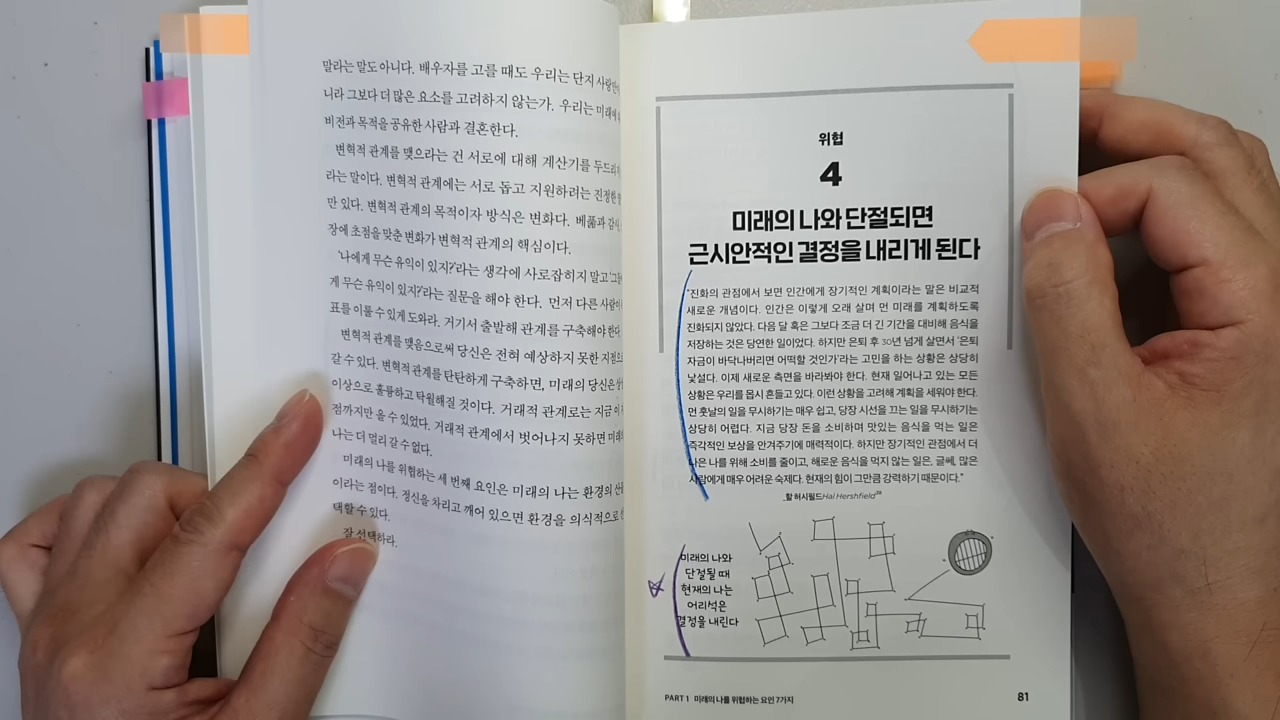 말라는 말도 아니다. 배우자를 고를 때도 우리는 단지
니라 그보다 더 많은 요소를 고려하지 않는가. 우리는
비전과 목적을 공유한 사람과 결혼한다.
변혁적 관계를 맺으라는 건 서로에 대해 계산기를
라는 말이다. 변혁적 관계에는 서로 돕고 지원하려는 진정한
만 있다. 변혁적 관계의 목적이자 방식은 변화다. 베풂과
장에 초점을 맞춘 변화가 변혁적 관계의 핵심이다.
'나에게 무슨 유익이 있지?'라는 생각에 사로잡히지 말고
게 무슨 유익이 있지?'라는 질문을 해야 한다. 먼저 다른
표를 이룰 수 있게 도와라. 거기서 출발해 관계를 구축해야 한다
변혁적 관계를 맺음으로써 당신은 전혀 예상하지 못한
갈 수 있다. 변혁적 관계를 탄탄하게 구축하면, 미래의 당신은
이상으로 훌륭하고 탁월해질 것이다. 거래적 관계로는 지금
점까지만 올 수 있었다. 거래적 관계에서 벗어나지 못하면
나는 더 멀리 갈 수 없다.
미래의 나를 위협하는 세 번째 요인은 미래의 나는 환경의
이라는 점이다. 정신을 차리고 깨어 있으면 환경을 의식적으로
택할 수 있다.
잘 선택하라.
위협
4
미래의 나와 단절되면
근시안적인 결정을 내리게 된다
"진화의 관점에서 보면 인간에게 장기적인 계획이라는 말은 비교적
새로운 개념이다. 인간은 이렇게 오래 살며 먼 미래를 계획하도록
진화되지 않았다. 다음 달 혹은 그보다 조금 더 긴 기간을 대비해 음식을
저장하는 것은 당연한 일이었다. 하지만 은퇴 후 30년 넘게 살면서 '은퇴
자금이 바닥나버리면 어떡할 것인가'라는 고민을 하는 상황은 상당히
낯설다. 이제 새로운 측면을 바라봐야 한다. 현재 일어나고 있는 모든
상황은 우리를 몹시 흔들고 있다. 이런 상황을 고려해 계획을 세워야 한다.
먼 훗날의 일을 무시하기는 매우 쉽고, 당장 시선을 끄는 일을 무시하기는
상당히 어렵다. 지금 당장 돈을 소비하며 맛있는 음식을 먹는 일은
즉각적인 보상을 안겨주기에 매력적이다. 하지만 장기적인 관점에서 더
나은 나를 위해 소비를 줄이고, 해로운 음식을 먹지 않는 일은, 글쎄, 많은
사람에게 매우 어려운 숙제다. 현재의 힘이 그만큼 강력하기 때문이다."
_할 허시필드Hal Hershfield
미래의 나와
단절될 때
현재의 나는
어리석은
결정을 내린다
PART 1 미래의 나를 위협하는 요인 7가지
81